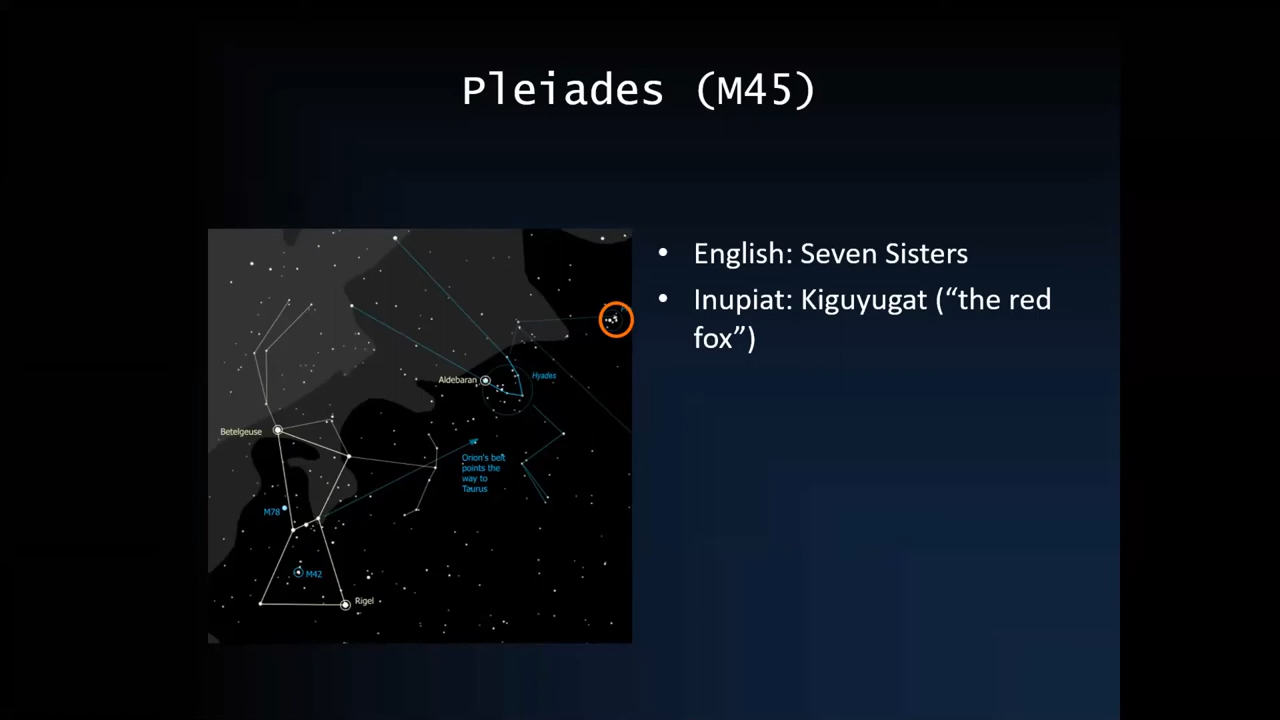 Pleiades (M45)
• English: Seven Sisters
• Inupiat: Kiguyugat (“the red
fox”)
Aldebaran
Hyades
Betelgeuse
Orion's belt
points the
way to
Taurus
M78
M42
Rigel